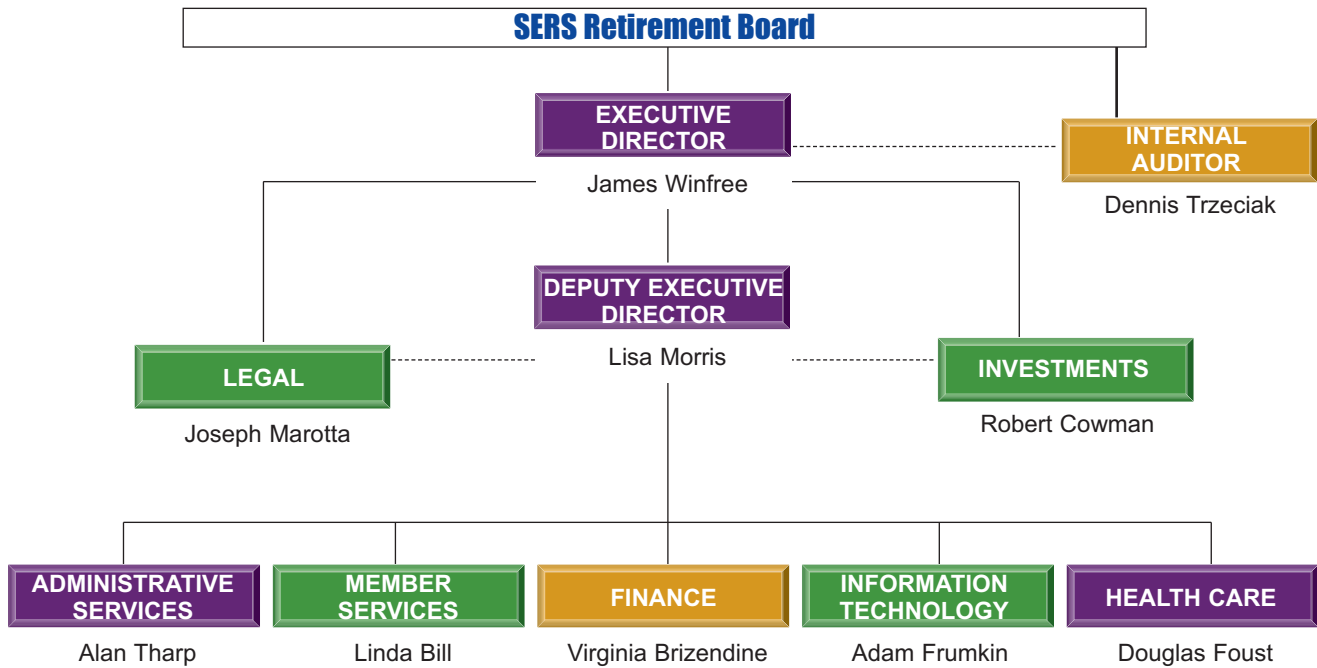 SERS Retirement Board
EXECUTIVE
DIRECTOR
James Winfree
INTERNAL
AUDITOR
Dennis Trzeciak
DEPUTY EXECUTIVE
DIRECTOR
Lisa Morris
LEGAL
Joseph Marotta
INVESTMENTS
Robert Cowman
ADMINISTRATIVE
SERVICES
Alan Tharp
MEMBER
SERVICES
Linda Bill
FINANCE
Virginia Brizendine
INFORMATION
TECHNOLOGY
Adam Frumkin
HEALTH CARE
Douglas Foust